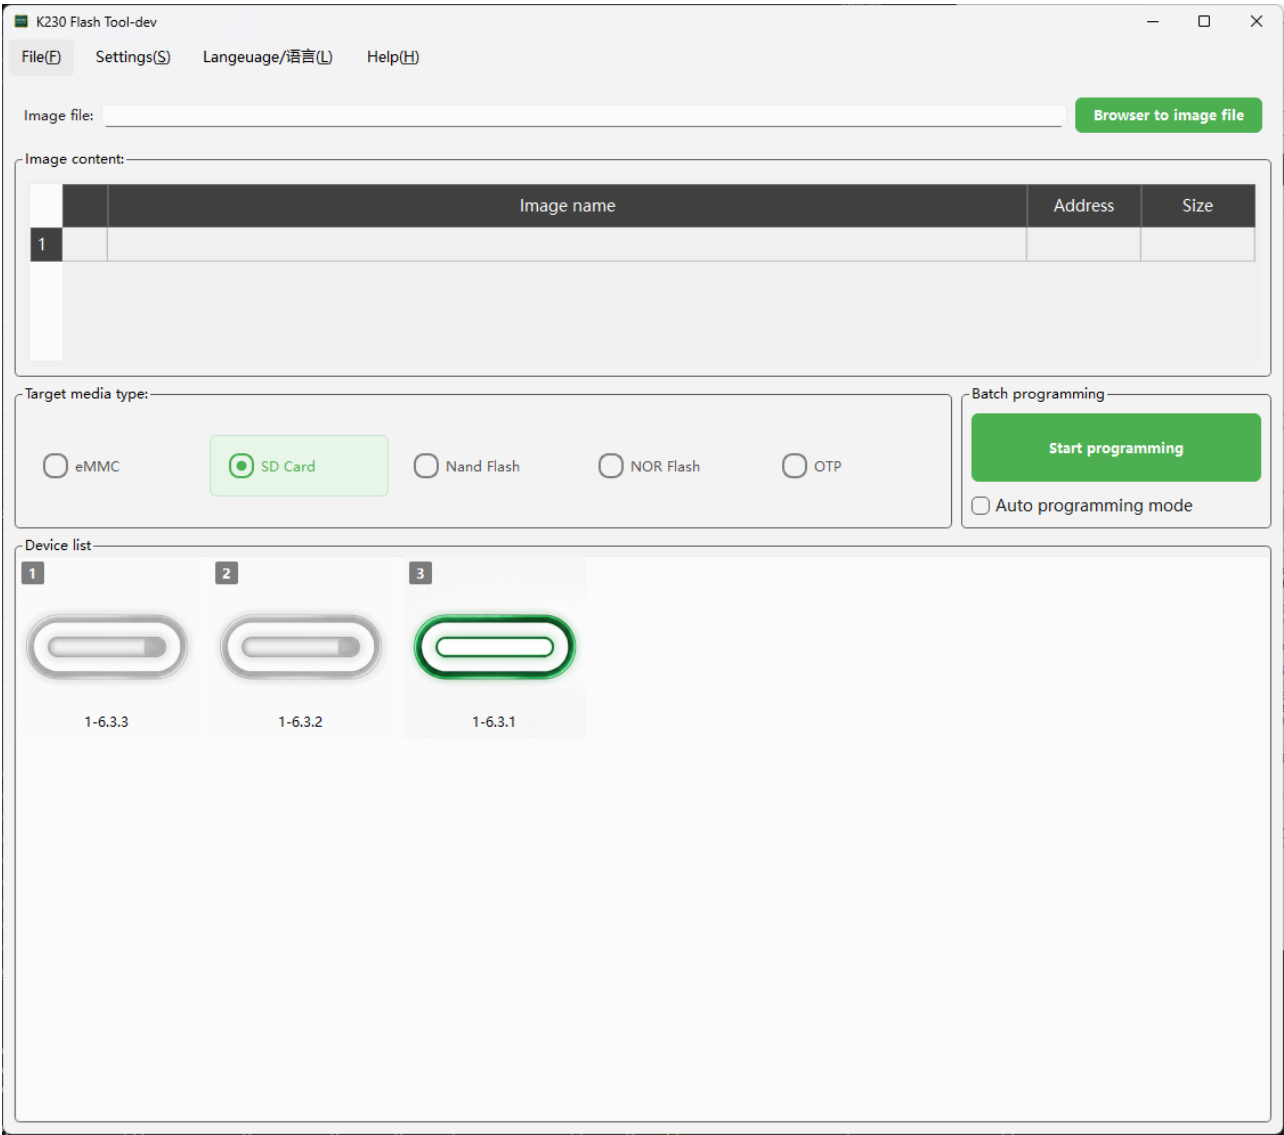 K230 Flash Tool-dev
File(F) Settings(S) Langeuage/语言(L) Help(H)
Image file: Browser to image file
Image content:
Image name Address Size
1
Target media type:
Batch programming
eMMC SD Card Nand Flash NOR Flash OTP
Start programming
Auto programming mode
Device list
1 2 3
1-6.3.3 1-6.3.2 1-6.3.1